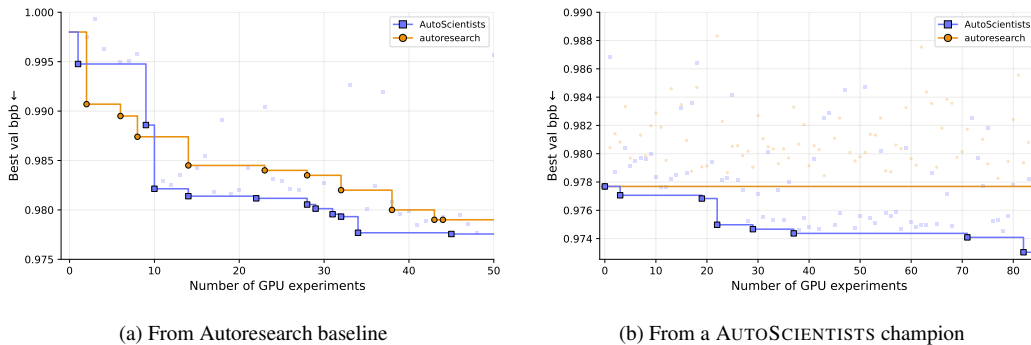 1.000
0.995
0.990
0.985
0.980
0.975
Best val bpb ←
0 10 20 30 40 50
Number of GPU experiments
AutoScientists
autoresearch
(a) From Autoresearch baseline
0.990
0.988
0.986
0.984
0.982
0.980
0.978
0.976
0.974
Best val bpb ←
0 10 20 30 40 50 60 70 80
Number of GPU experiments
AutoScientists
autoresearch
(b) From a AUTOSCIENTISTS champion